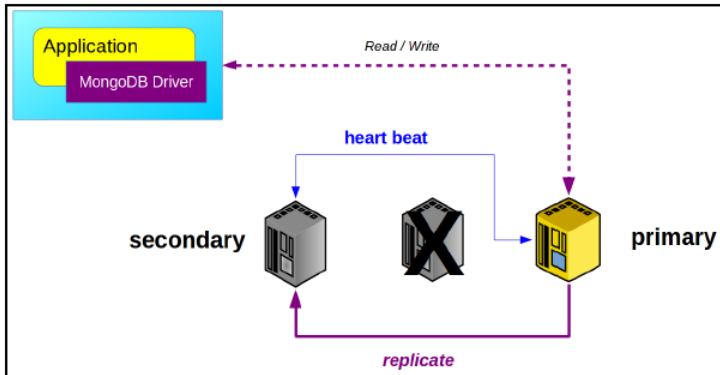 Application
MongoDB Driver
Read / Write
heart beat
secondary
X
primary
replicate